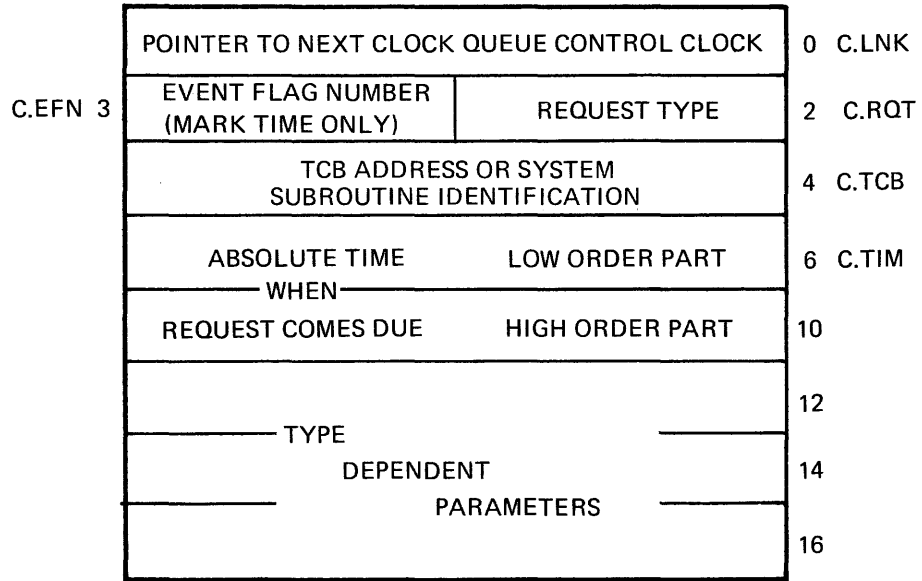 POINTER TO NEXT CLOCK QUEUE CONTROL CLOCK 0 C.LNK
C.EFN 3 EVENT FLAG NUMBER (MARK TIME ONLY) REQUEST TYPE 2 C.RQT
TCB ADDRESS OR SYSTEM
SUBROUTINE IDENTIFICATION 4 C.TCB
ABSOLUTE TIME LOW ORDER PART 6 C.TIM
WHEN
REQUEST COMES DUE HIGH ORDER PART 10
12
TYPE
DEPENDENT 14
PARAMETERS
16